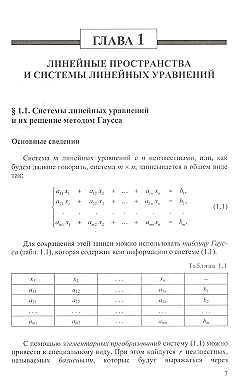 ГЛАВА 1
ЛИНЕЙНЫЕ ПРОСТРАНСТВА
И СИСТЕМЫ ЛИНЕЙНЫХ УРАВНЕНИЙ
§ 1.1. Системы линейных уравнений
и их решение методом Гаусса
Основные сведения
Система m линейных уравнений с n неизвестными, или, как
будем дальше говорить, система m × n, записывается в общем виде
так:
a₁₁x₁ + a₁₂x₂ + ... + a₁ₙxₙ = b₁,
a₂₁x₁ + a₂₂x₂ + ... + a₂ₙxₙ = b₂,
. . . . . .
aₘ₁x₁ + aₘ₂x₂ + ... + aₘₙxₙ = bₘ.
(1.1)
Для сокращения этой записи можно использовать таблицу Гаус-
са (табл. 1.1), которая содержит всю информацию о системе (1.1).
Таблица 1.1
x₁ x₂ . . . xₙ –
a₁₁ a₁₂ . . . a₁ₙ b₁
a₂₁ a₂₂ . . . a₂ₙ b₂
... ... ... ... ...
aₘ₁ aₘ₂ . . . aₘₙ bₘ
С помощью элементарных преобразований систему (1.1) можно
привести к специальному виду. При этом найдутся r неизвестных,
называемых базисными, которые будут выражаться через
3